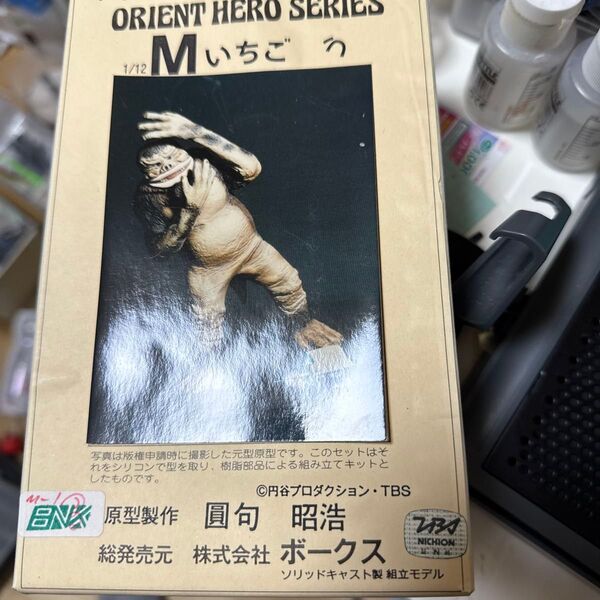 ORIENT HERO SERIES
1/12 Mいちごう
写真は版権申請時に撮影した元型原型です。このセットはそ
れをシリコンで型を取り、樹脂部品による組み立てキットと
したものです。
©円谷プロダクション・TBS
M-1②
BNK
原型製作 圓句 昭浩
TBS
NICHION
総発売元 株式会社 ボークス
ソリッドキャスト製 組立モデル